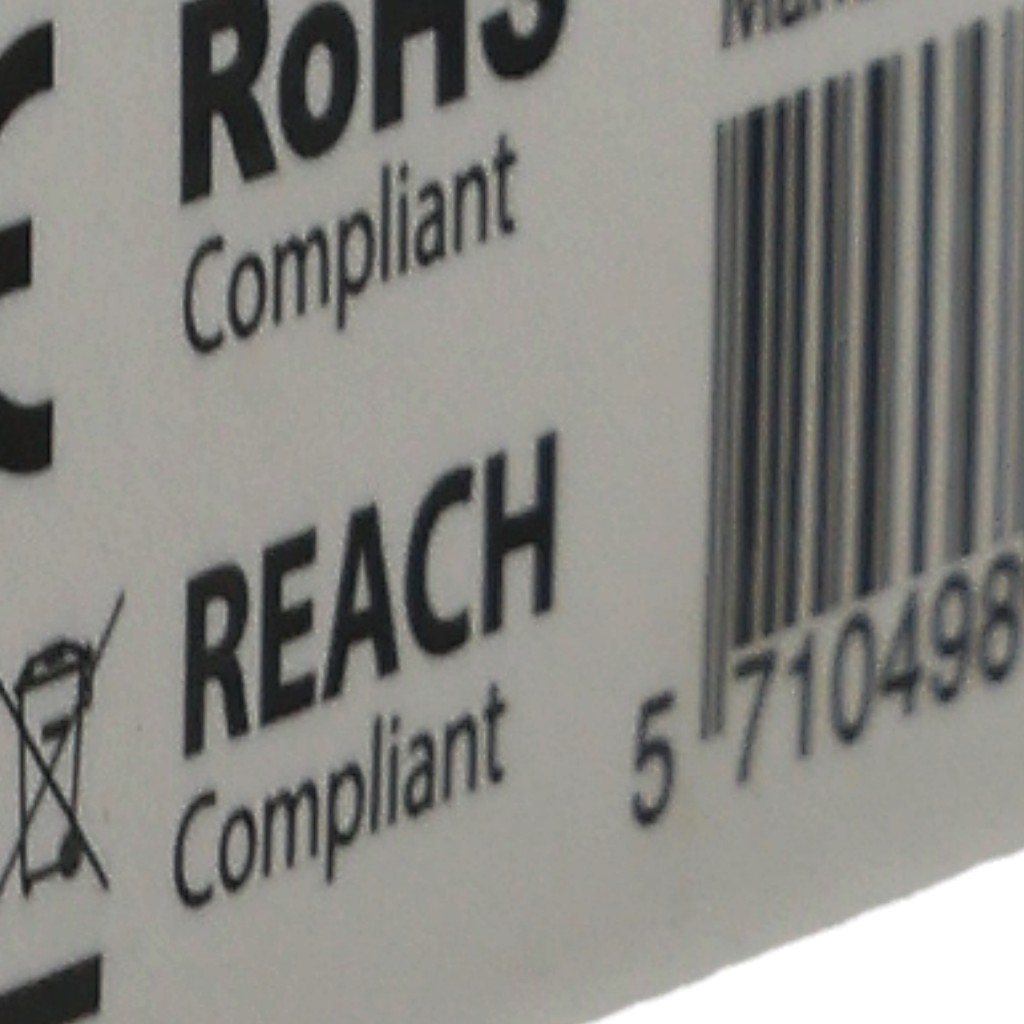 RoHS
Compliant
REACH
Compliant
5 710498